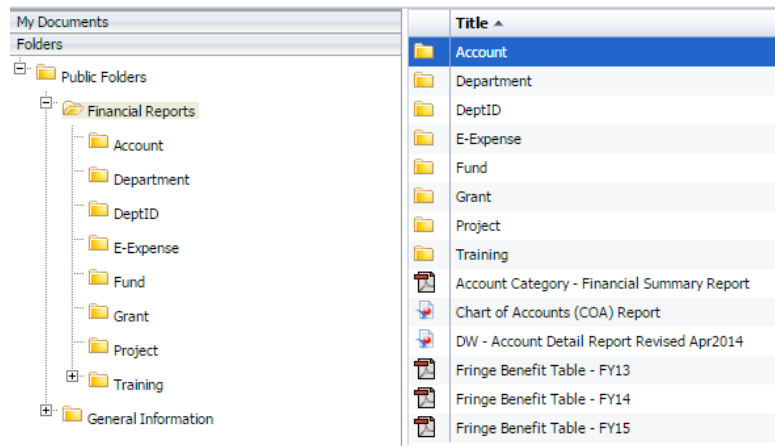 My Documents
Folders
Public Folders
Financial Reports
Account
Department
DeptID
E-Expense
Fund
Grant
Project
Training
General Information
Title
Account
Department
DeptID
E-Expense
Fund
Grant
Project
Training
Account Category - Financial Summary Report
Chart of Accounts (COA) Report
DW - Account Detail Report Revised Apr2014
Fringe Benefit Table - FY13
Fringe Benefit Table - FY14
Fringe Benefit Table - FY15